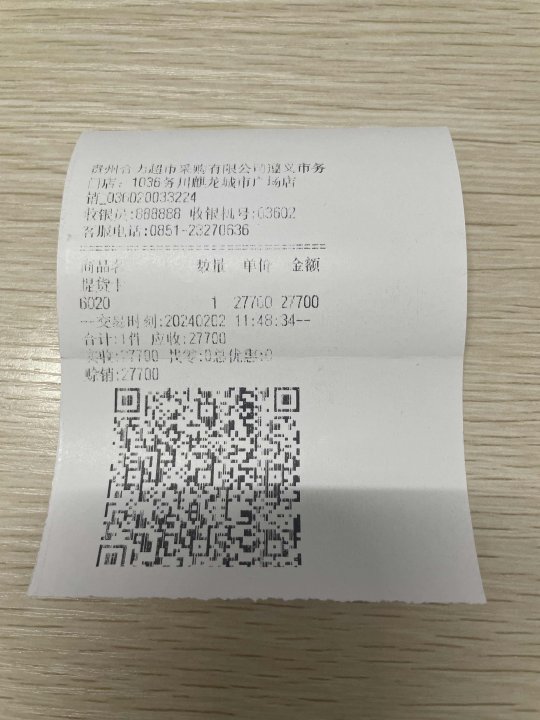 贵州合力超市采购有限公司遵义市务
门店: 1036务川麒龙城市广场店
销_036020033224
收银员:888888 收银机号:03602
客服电话:0851-23270636
==============================
商品名 数量 单价 金额
提货卡
6020 1 27700 27700
--交易时刻:20240202 11:48:34--
合计:1件 应收:27700
实收:27700 找零:0总优惠:0
赊销:27700